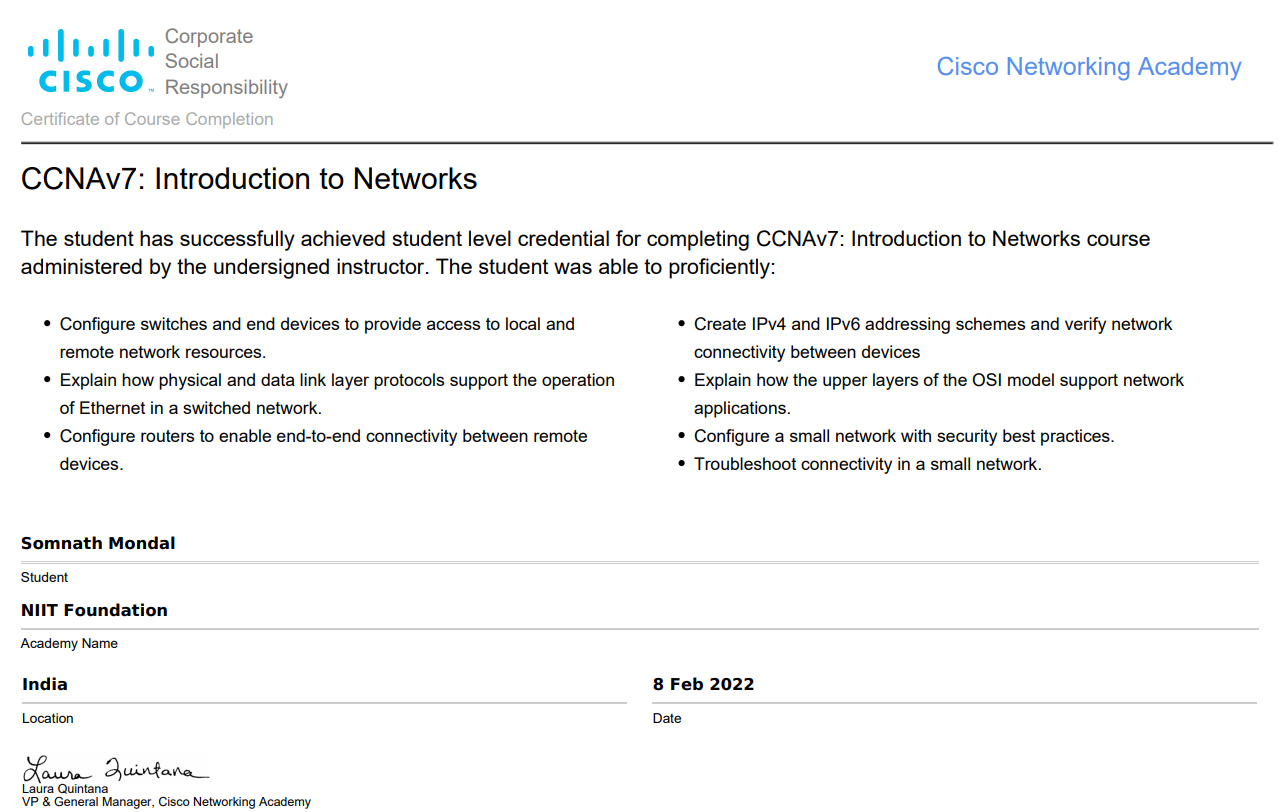 Corporate
Social
CISCO™ Responsibility
Cisco Networking Academy
Certificate of Course Completion
CCNAv7: Introduction to Networks
The student has successfully achieved student level credential for completing CCNAv7: Introduction to Networks course
administered by the undersigned instructor. The student was able to proficiently:
• Configure switches and end devices to provide access to local and
remote network resources.
• Explain how physical and data link layer protocols support the operation
of Ethernet in a switched network.
• Configure routers to enable end-to-end connectivity between remote
devices.
• Create IPv4 and IPv6 addressing schemes and verify network
connectivity between devices
• Explain how the upper layers of the OSI model support network
applications.
• Configure a small network with security best practices.
• Troubleshoot connectivity in a small network.
Somnath Mondal
Student
NIIT Foundation
Academy Name
India
Location
8 Feb 2022
Date
Laura Quintana
Laura Quintana
VP & General Manager, Cisco Networking Academy